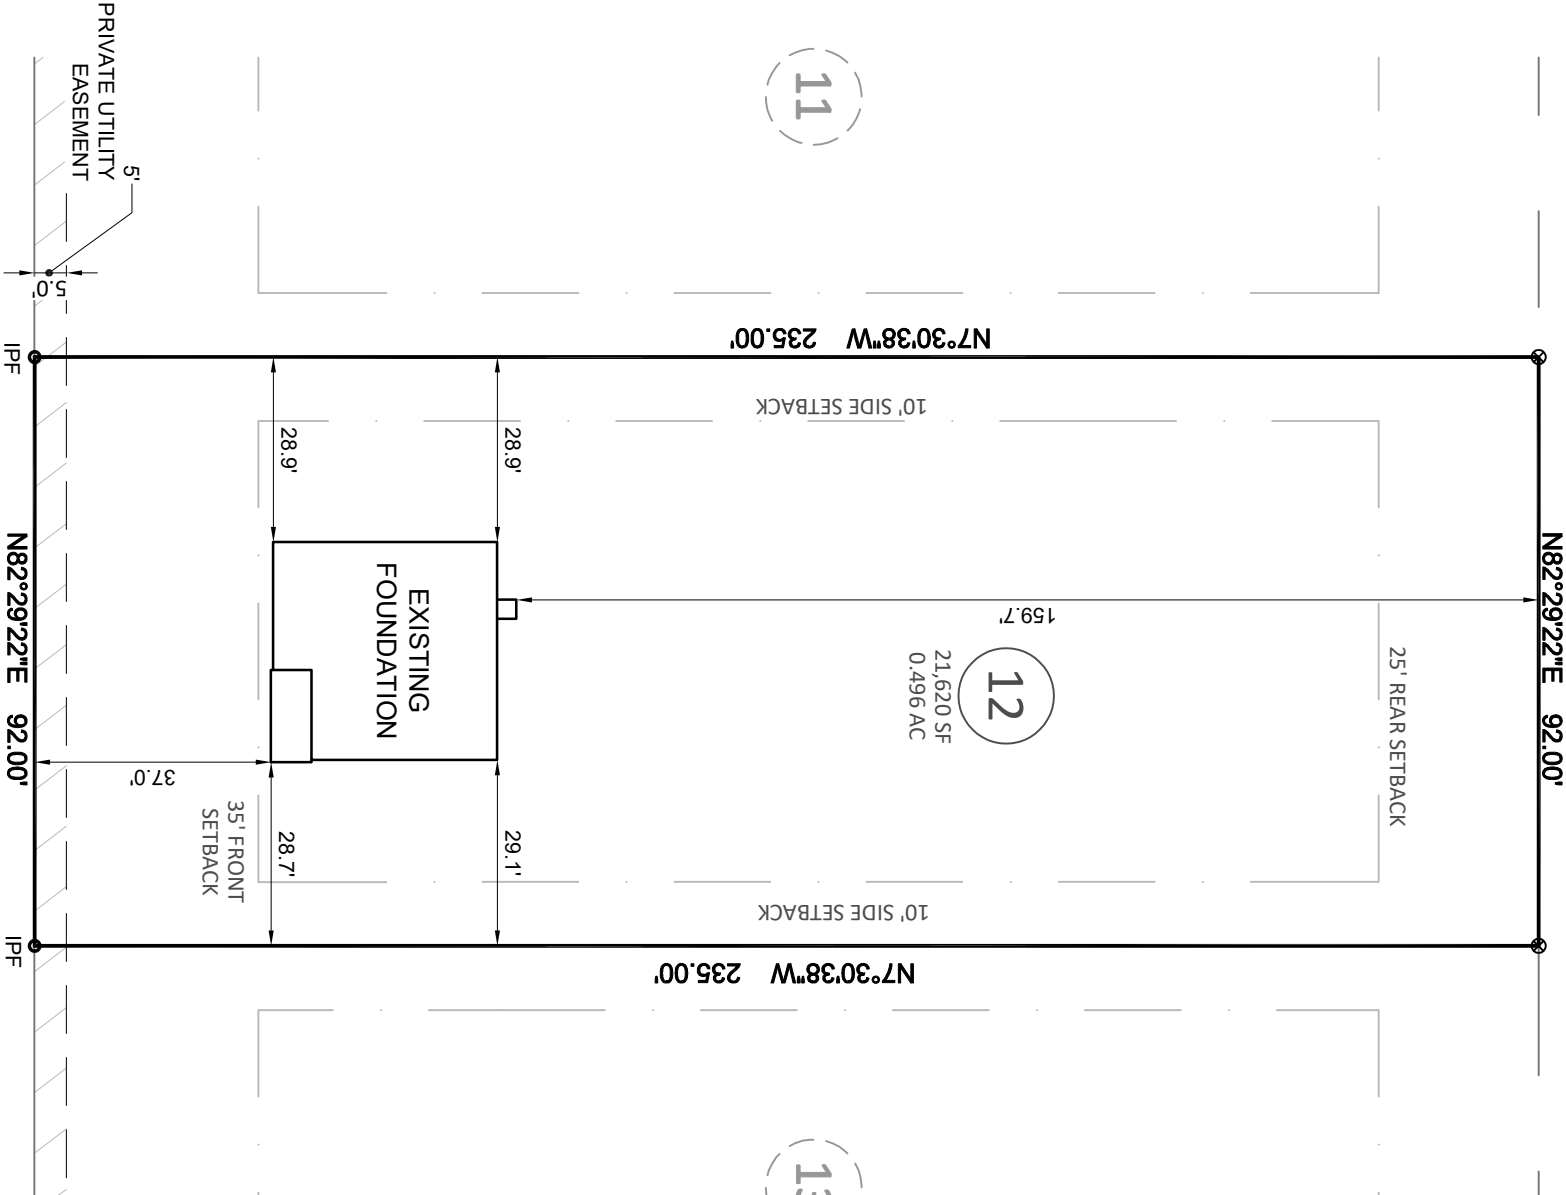 PRIVATE UTILITY
EASEMENT
5'
5.0'
11
N7°30'38"W 235.00'
IPF
10' SIDE SETBACK
28.9'
28.9'
EXISTING
FOUNDATION
159.7'
12
21,620 SF
0.496 AC
25' REAR SETBACK
N82°29'22"E 92.00'
N82°29'22"E 92.00'
37.0'
35' FRONT
SETBACK
28.7'
29.1'
10' SIDE SETBACK
IPF
N7°30'38"W 235.00'
13